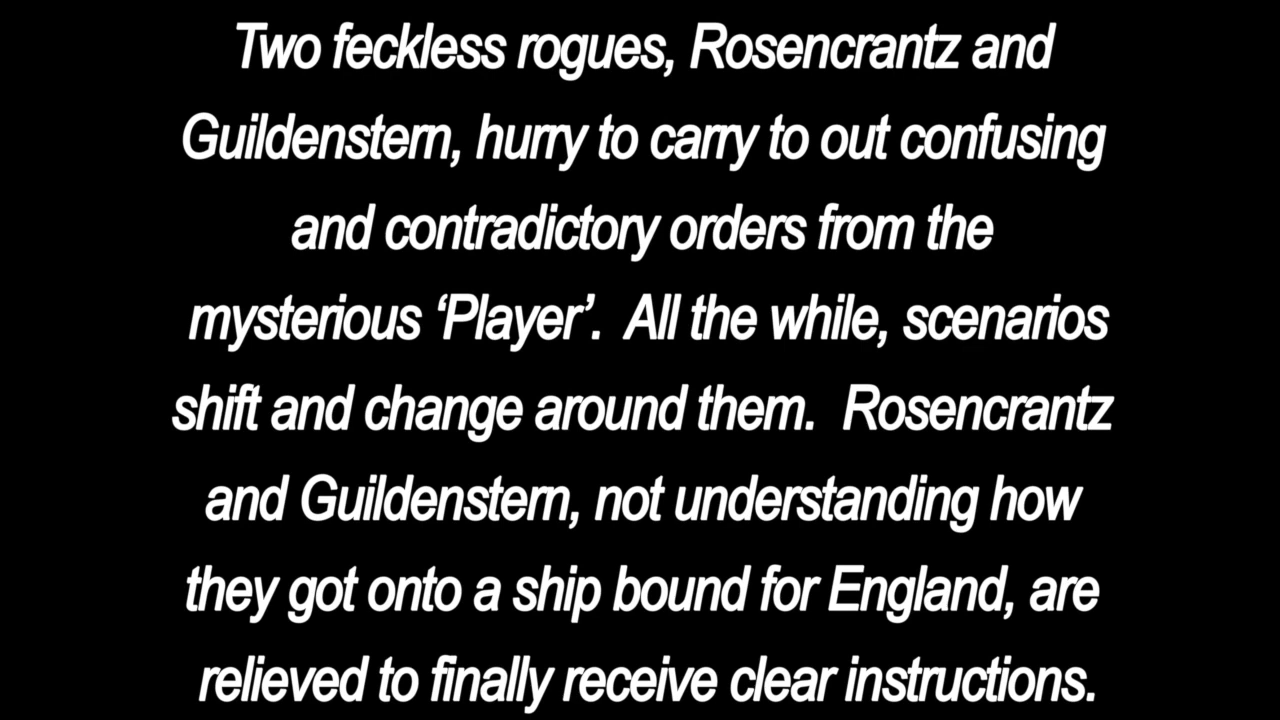 Two feckless rogues, Rosencrantz and
Guildenstern, hurry to carry to out confusing
and contradictory orders from the
mysterious ‘Player’.  All the while, scenarios
shift and change around them.  Rosencrantz
and Guildenstern, not understanding how
they got onto a ship bound for England, are
relieved to finally receive clear instructions.